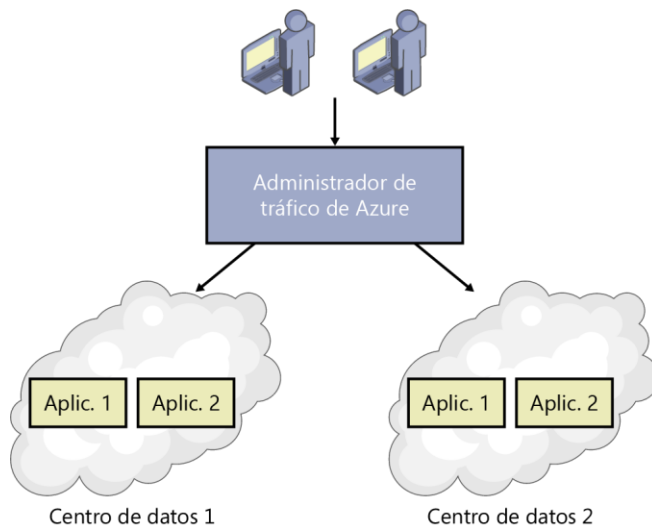 Administrador de
tráfico de Azure
Aplic. 1
Aplic. 2
Aplic. 1
Aplic. 2
Centro de datos 1
Centro de datos 2